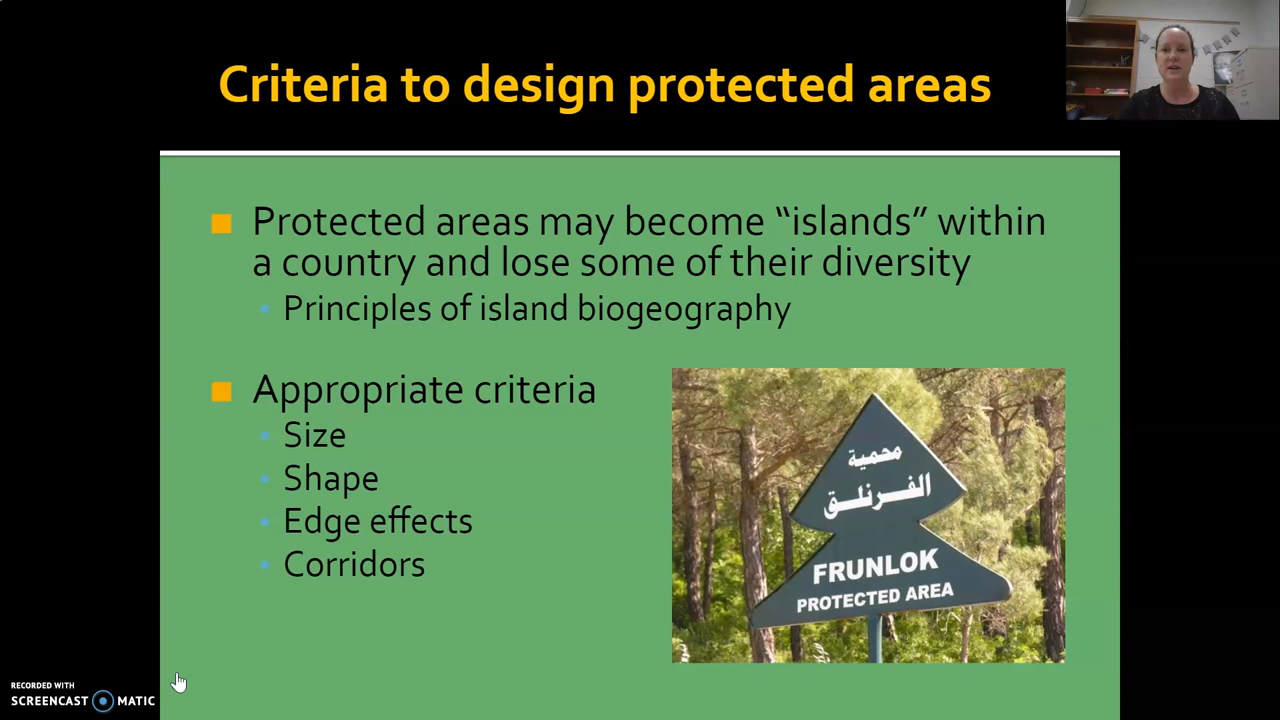 Criteria to design protected areas
Protected areas may become “islands” within
a country and lose some of their diversity
Principles of island biogeography
Appropriate criteria
Size
Shape
Edge effects
Corridors
محمية
الفـرنلـق
FRUNLOK
PROTECTED AREA
RECORDED WITH
SCREENCAST MATIC